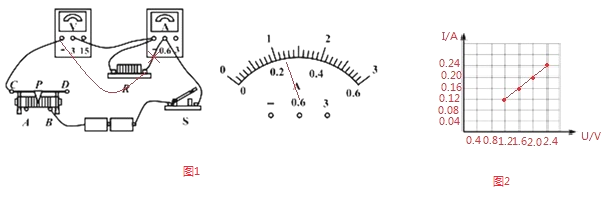 V
A
- 3 15
- 0.6 3
R
C P D
A B
S
图1
0 1 2 3
0 0.2 0.4 0.6
A
- 0.6 3
I/A
0.24
0.20
0.16
0.12
0.08
0.04
0.4 0.8 1.2 1.6 2.0 2.4
U/V
图2